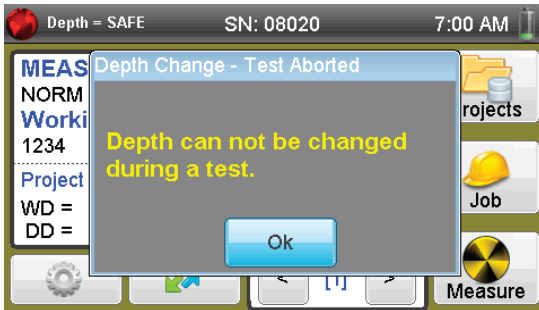 Depth = SAFE SN: 08020 7:00 AM
Depth Change - Test Aborted
MEAS
NORM
Worki
1234
Project
WD =
DD =
Depth can not be changed
during a test.
Ok
rojects
Job
< [1] >
Measure